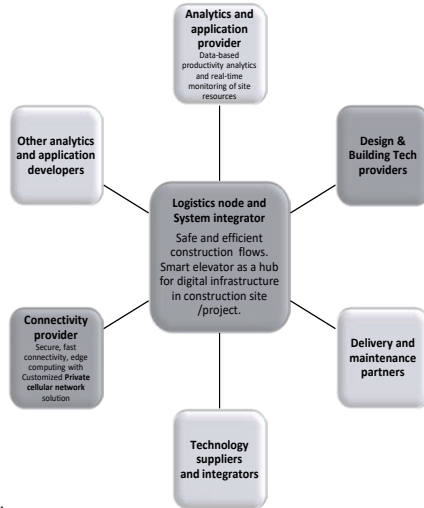 Analytics and
application
provider
Data-based
productivity analytics
and real-time
monitoring of site
resources
Other analytics
and application
developers
Design &
Building Tech
providers
Logistics node and
System integrator
Safe and efficient
construction flows.
Smart elevator as a hub
for digital infrastructure
in construction site
/project.
Connectivity
provider
Secure, fast
connectivity, edge
computing with
Customized Private
cellular network
solution
Delivery and
maintenance
partners
Technology
suppliers
and integrators
.